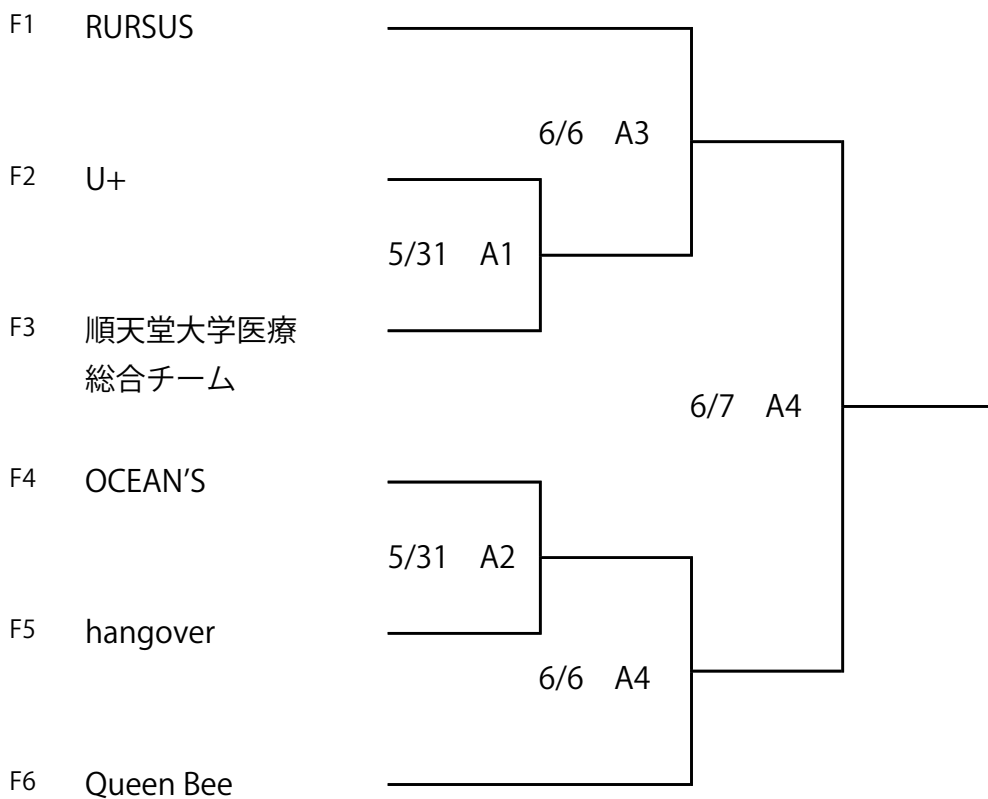 F1 RURSUS
6/6 A3
F2 U+
5/31 A1
F3 順天堂大学医療
総合チーム
6/7 A4
F4 OCEAN'S
5/31 A2
F5 hangover
6/6 A4
F6 Queen Bee